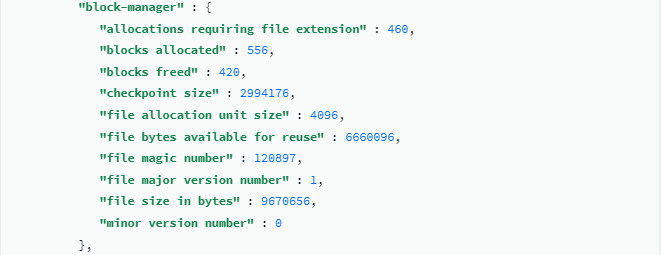 "block-manager" : {
"allocations requiring file extension" : 460,
"blocks allocated" : 556,
"blocks freed" : 420,
"checkpoint size" : 2994176,
"file allocation unit size" : 4096,
"file bytes available for reuse" : 6660096,
"file magic number" : 120897,
"file major version number" : 1,
"file size in bytes" : 9670656,
"minor version number" : 0
},